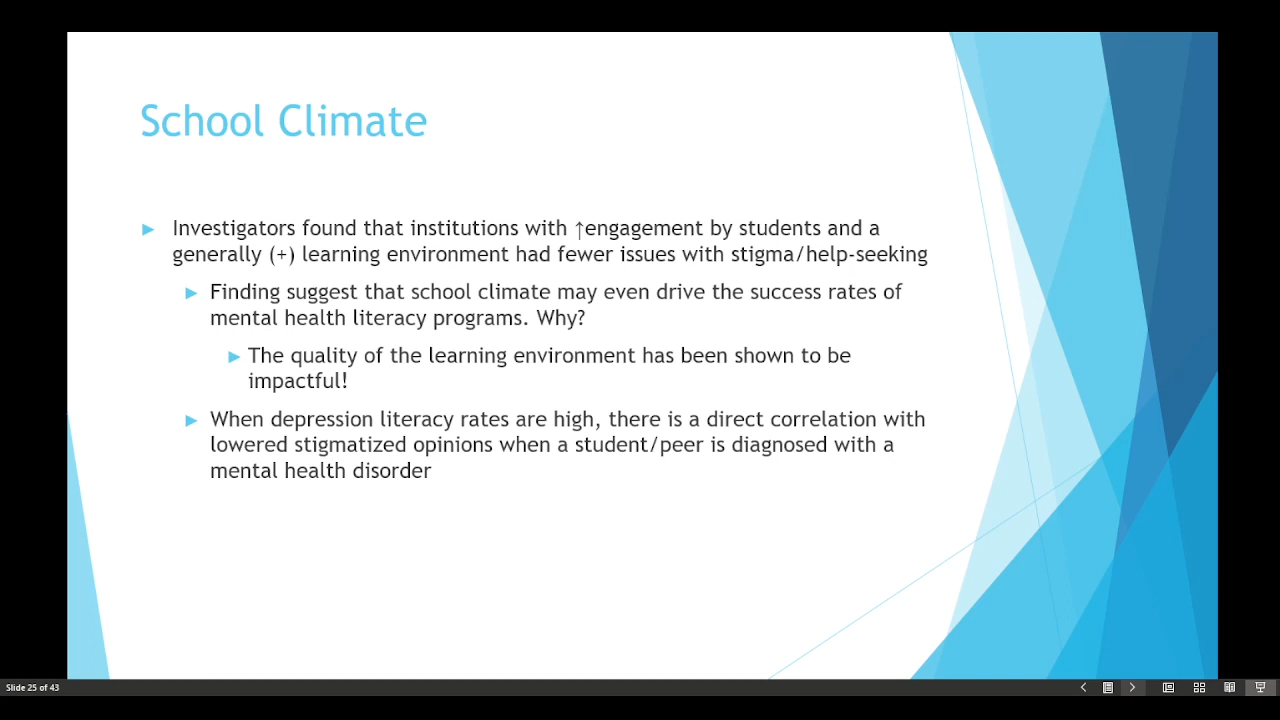 School Climate
Investigators found that institutions with ↑engagement by students and a
generally (+) learning environment had fewer issues with stigma/help-seeking
Finding suggest that school climate may even drive the success rates of
mental health literacy programs. Why?
The quality of the learning environment has been shown to be
impactful!
When depression literacy rates are high, there is a direct correlation with
lowered stigmatized opinions when a student/peer is diagnosed with a
mental health disorder
Slide 25 of 43